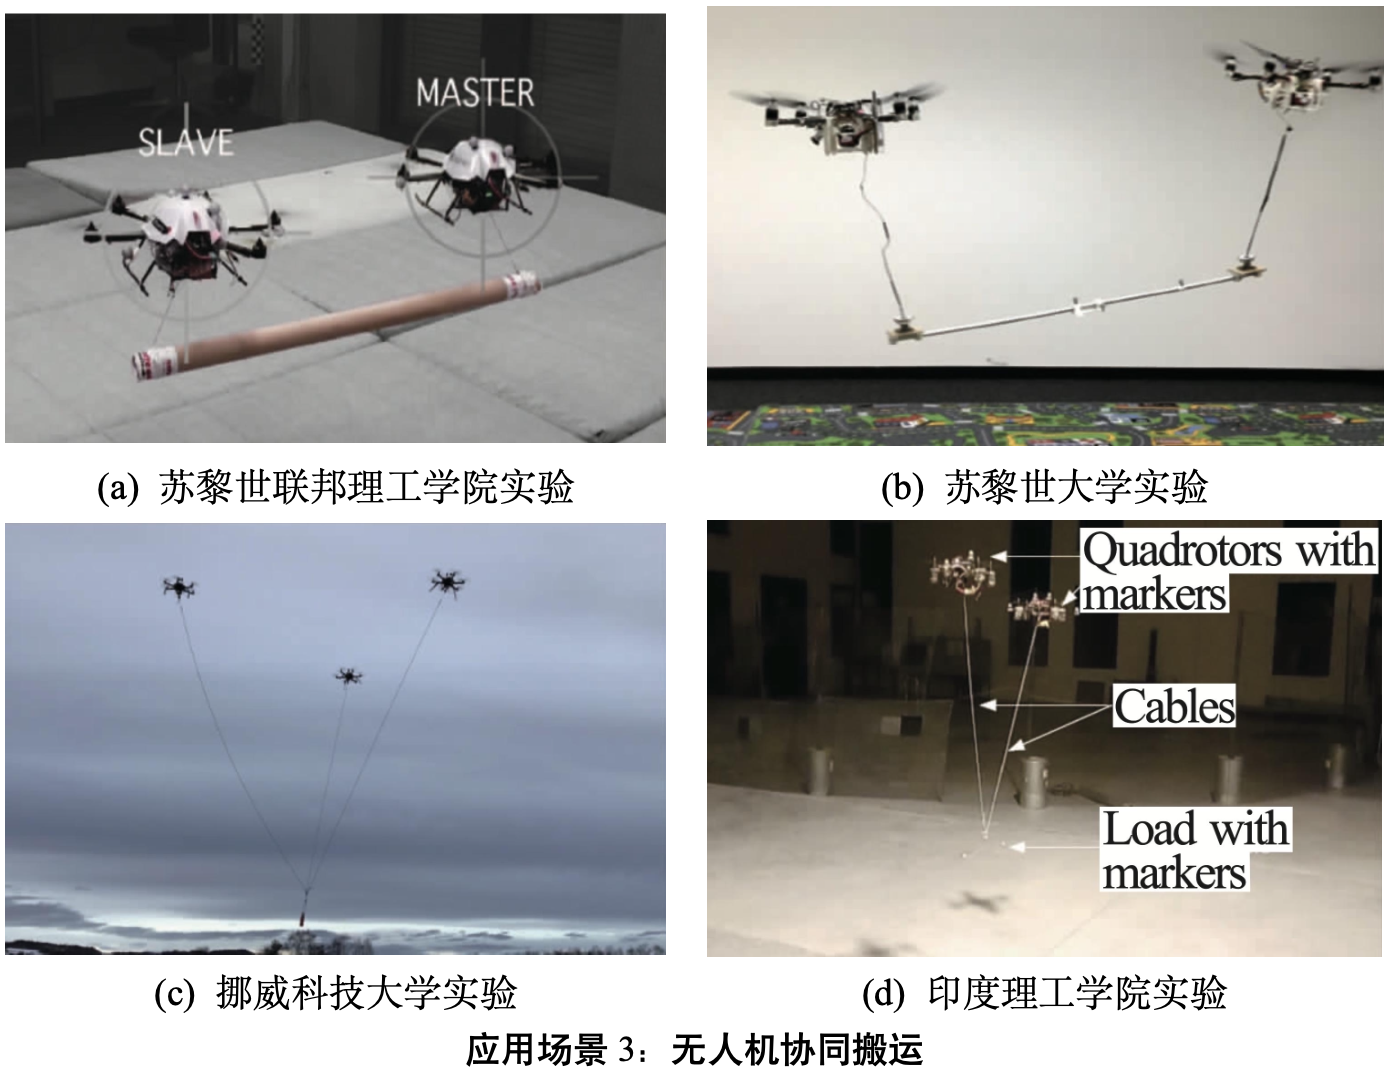 MASTER
SLAVE
(a) 苏黎世联邦理工学院实验
(b) 苏黎世大学实验
Quadrotors with
markers
Cables
Load with
markers
(c) 挪威科技大学实验
(d) 印度理工学院实验
应用场景 3：无人机协同搬运